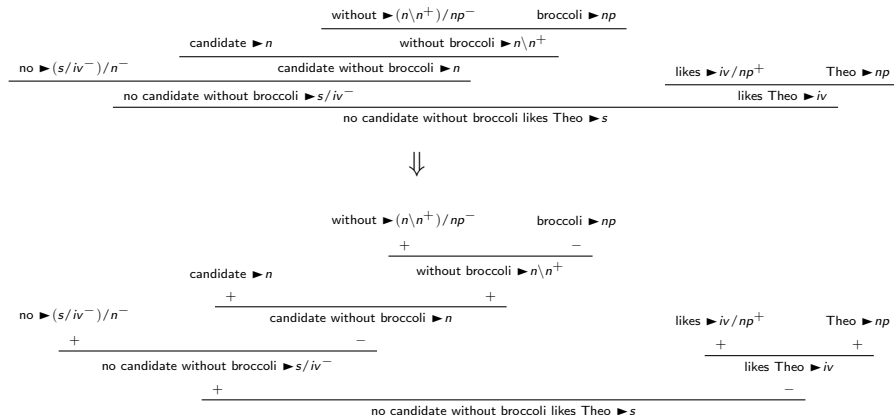 without ►(n\n⁺)/np⁻ broccoli ►np
candidate ►n without broccoli ►n\n⁺
no ►(s/iv⁻)/n⁻ candidate without broccoli ►n likes ►iv/np⁺ Theo ►np
no candidate without broccoli ►s/iv⁻ likes Theo ►iv
no candidate without broccoli likes Theo ►s
⇓
without ►(n\n⁺)/np⁻ broccoli ►np
+ −
without broccoli ►n\n⁺
candidate ►n
+ +
no ►(s/iv⁻)/n⁻ candidate without broccoli ►n likes ►iv/np⁺ Theo ►np
+ − + +
no candidate without broccoli ►s/iv⁻ likes Theo ►iv
+ −
no candidate without broccoli likes Theo ►s